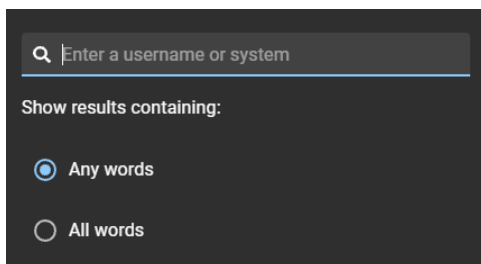 Enter a username or system
Show results containing:
Any words
All words